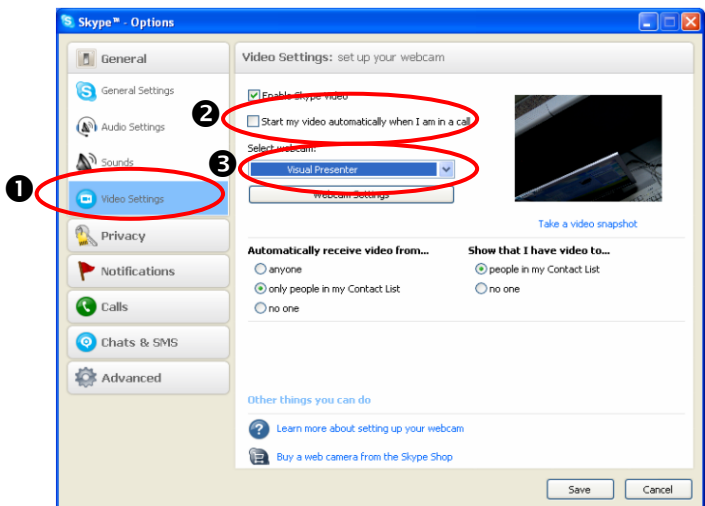 Skype™ - Options
General
General Settings
Audio Settings
Sounds
Video Settings
Privacy
Notifications
Calls
Chats & SMS
Advanced
Video Settings: set up your webcam
Enable Skype video
Start my video automatically when I am in a call
Select webcam:
Visual Presenter
Webcam Settings
Take a video snapshot
Automatically receive video from...
anyone
only people in my Contact List
no one
Show that I have video to...
people in my Contact List
no one
Other things you can do
Learn more about setting up your webcam
Buy a web camera from the Skype Shop
Save
Cancel
1
2
3